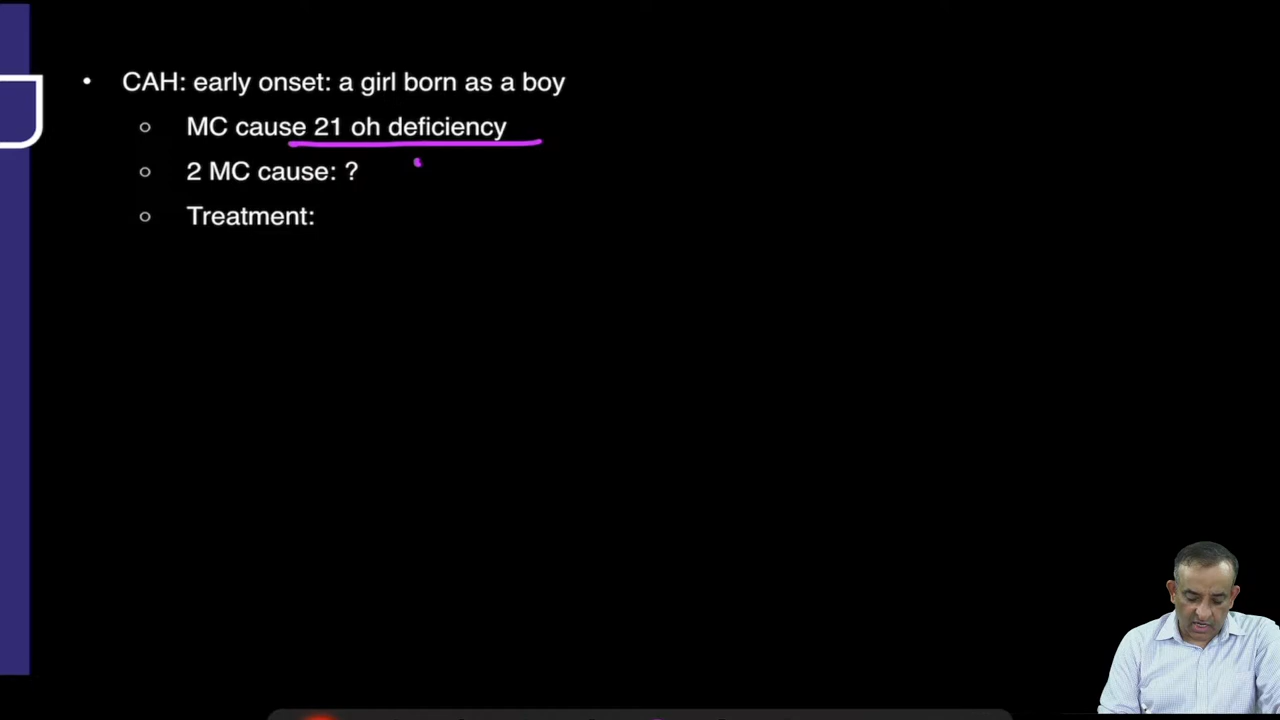 • CAH: early onset: a girl born as a boy
○ MC cause 21 oh deficiency
○ 2 MC cause: ?
○ Treatment: